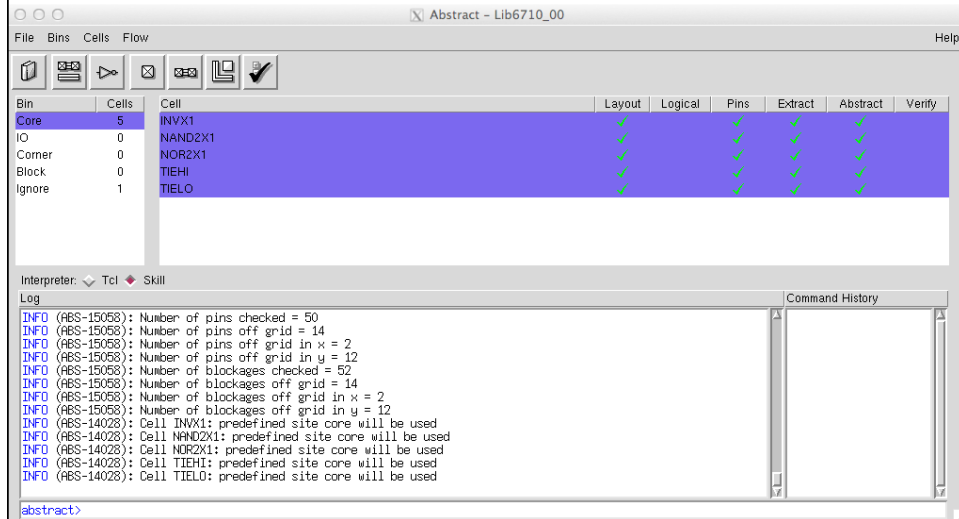 Abstract – Lib6710_00
File Bins Cells Flow Help
Bin Cells Cell Layout Logical Pins Extract Abstract Verify
Core 5 INVX1
IO 0 NAND2X1
Corner 0 NOR2X1
Block 0 TIEHI
Ignore 1 TIELO
Interpreter: Tcl Skill
Log Command History
INFO (ABS-15058): Number of pins checked = 50
INFO (ABS-15058): Number of pins off grid = 14
INFO (ABS-15058): Number of pins off grid in x = 2
INFO (ABS-15058): Number of pins off grid in y = 12
INFO (ABS-15058): Number of blockages checked = 52
INFO (ABS-15058): Number of blockages off grid = 14
INFO (ABS-15058): Number of blockages off grid in x = 2
INFO (ABS-15058): Number of blockages off grid in y = 12
INFO (ABS-14028): Cell INVX1: predefined site core will be used
INFO (ABS-14028): Cell NAND2X1: predefined site core will be used
INFO (ABS-14028): Cell NOR2X1: predefined site core will be used
INFO (ABS-14028): Cell TIEHI: predefined site core will be used
INFO (ABS-14028): Cell TIELO: predefined site core will be used
abstract>